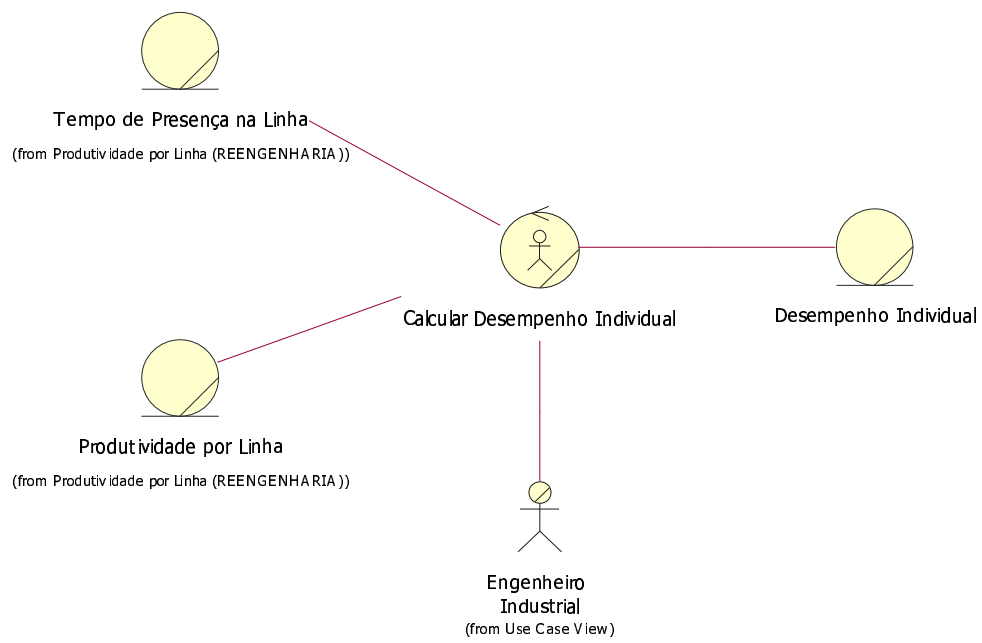 Tempo de Presença na Linha
(from Produtividade por Linha (REENGENHARIA))
Calcular Desempenho Individual
Desempenho Individual
Produtividade por Linha
(from Produtividade por Linha (REENGENHARIA))
Engenheiro
Industrial
(from Use Case View)